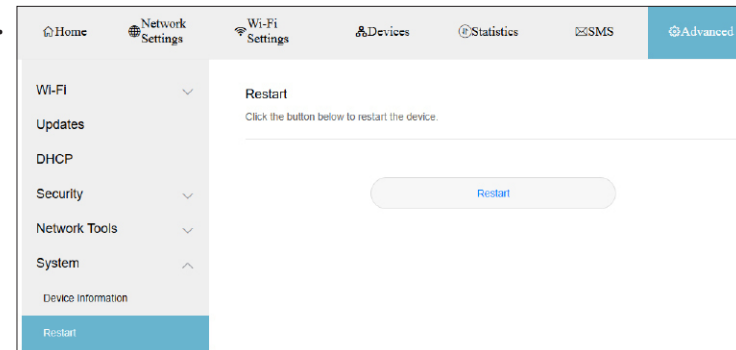 Home
Network
Settings
Wi-Fi
Settings
Devices
Statistics
SMS
Advanced
Wi-Fi
Updates
DHCP
Security
Network Tools
System
Device Information
Restart
Restart
Click the button below to restart the device.
Restart